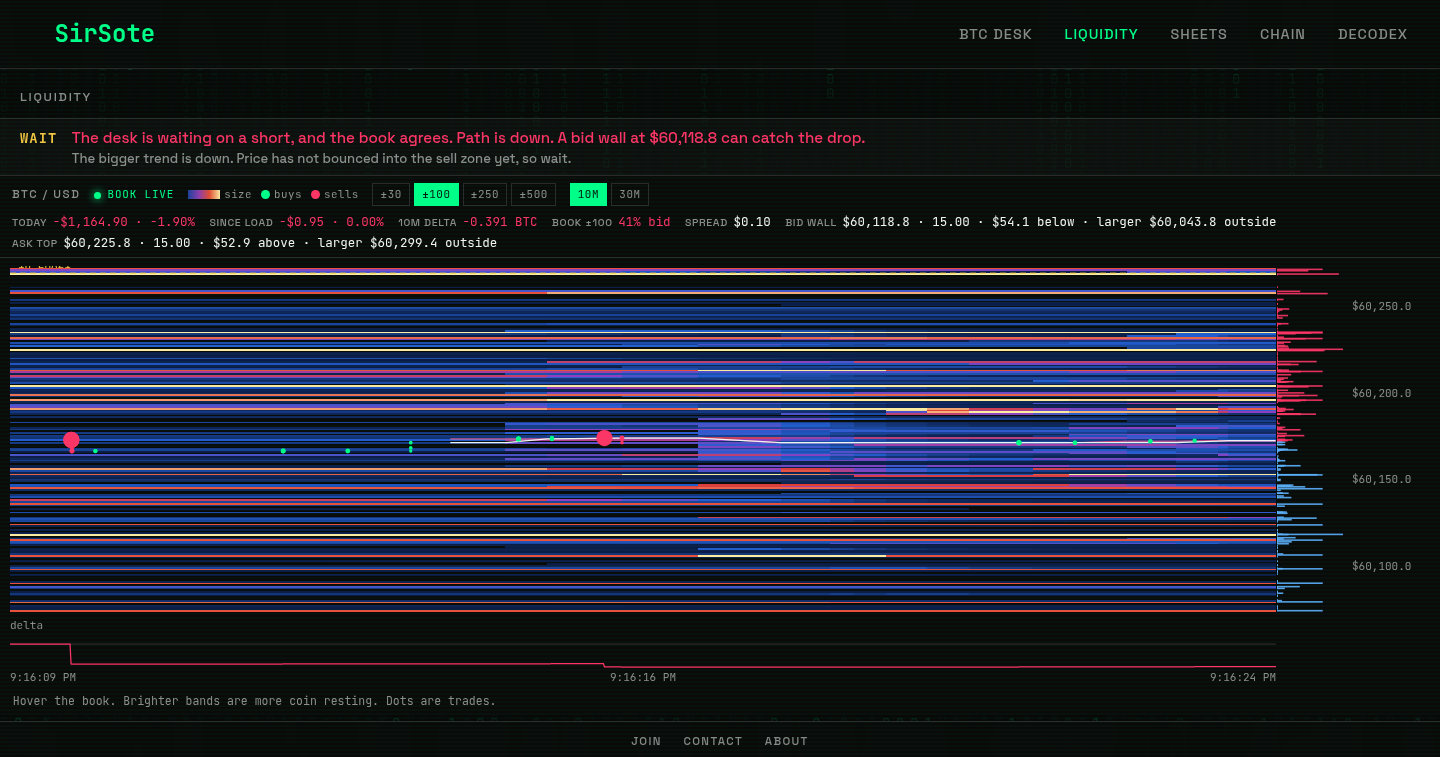 SirSote
BTC DESK LIQUIDITY SHEETS CHAIN DECODEX
LIQUIDITY
WAIT The desk is waiting on a short, and the book agrees. Path is down. A bid wall at $60,118.8 can catch the drop.
The bigger trend is down. Price has not bounced into the sell zone yet, so wait.
BTC / USD BOOK LIVE size buys sells ±30 ±100 ±250 ±500 10M 30M
TODAY -$1,164.90 · -1.90% SINCE LOAD -$0.95 · 0.00% 10M DELTA -0.391 BTC BOOK ±100 41% bid SPREAD $0.10 BID WALL $60,118.8 · 15.00 · $54.1 below · larger $60,043.8 outside
ASK TOP $60,225.8 · 15.00 · $52.9 above · larger $60,299.4 outside
$60,250.0
$60,200.0
$60,150.0
$60,100.0
delta
9:16:09 PM 9:16:16 PM 9:16:24 PM
Hover the book. Brighter bands are more coin resting. Dots are trades.
JOIN CONTACT ABOUT